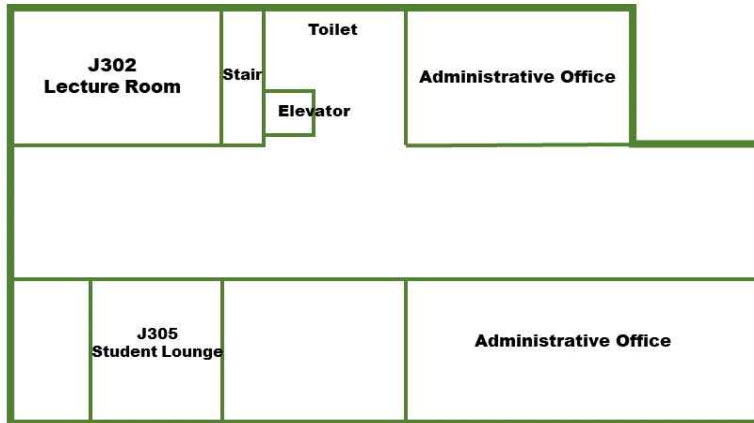 Toilet
J302
Lecture Room
Stair
Administrative Office
Elevator
J305
Student Lounge
Administrative Office